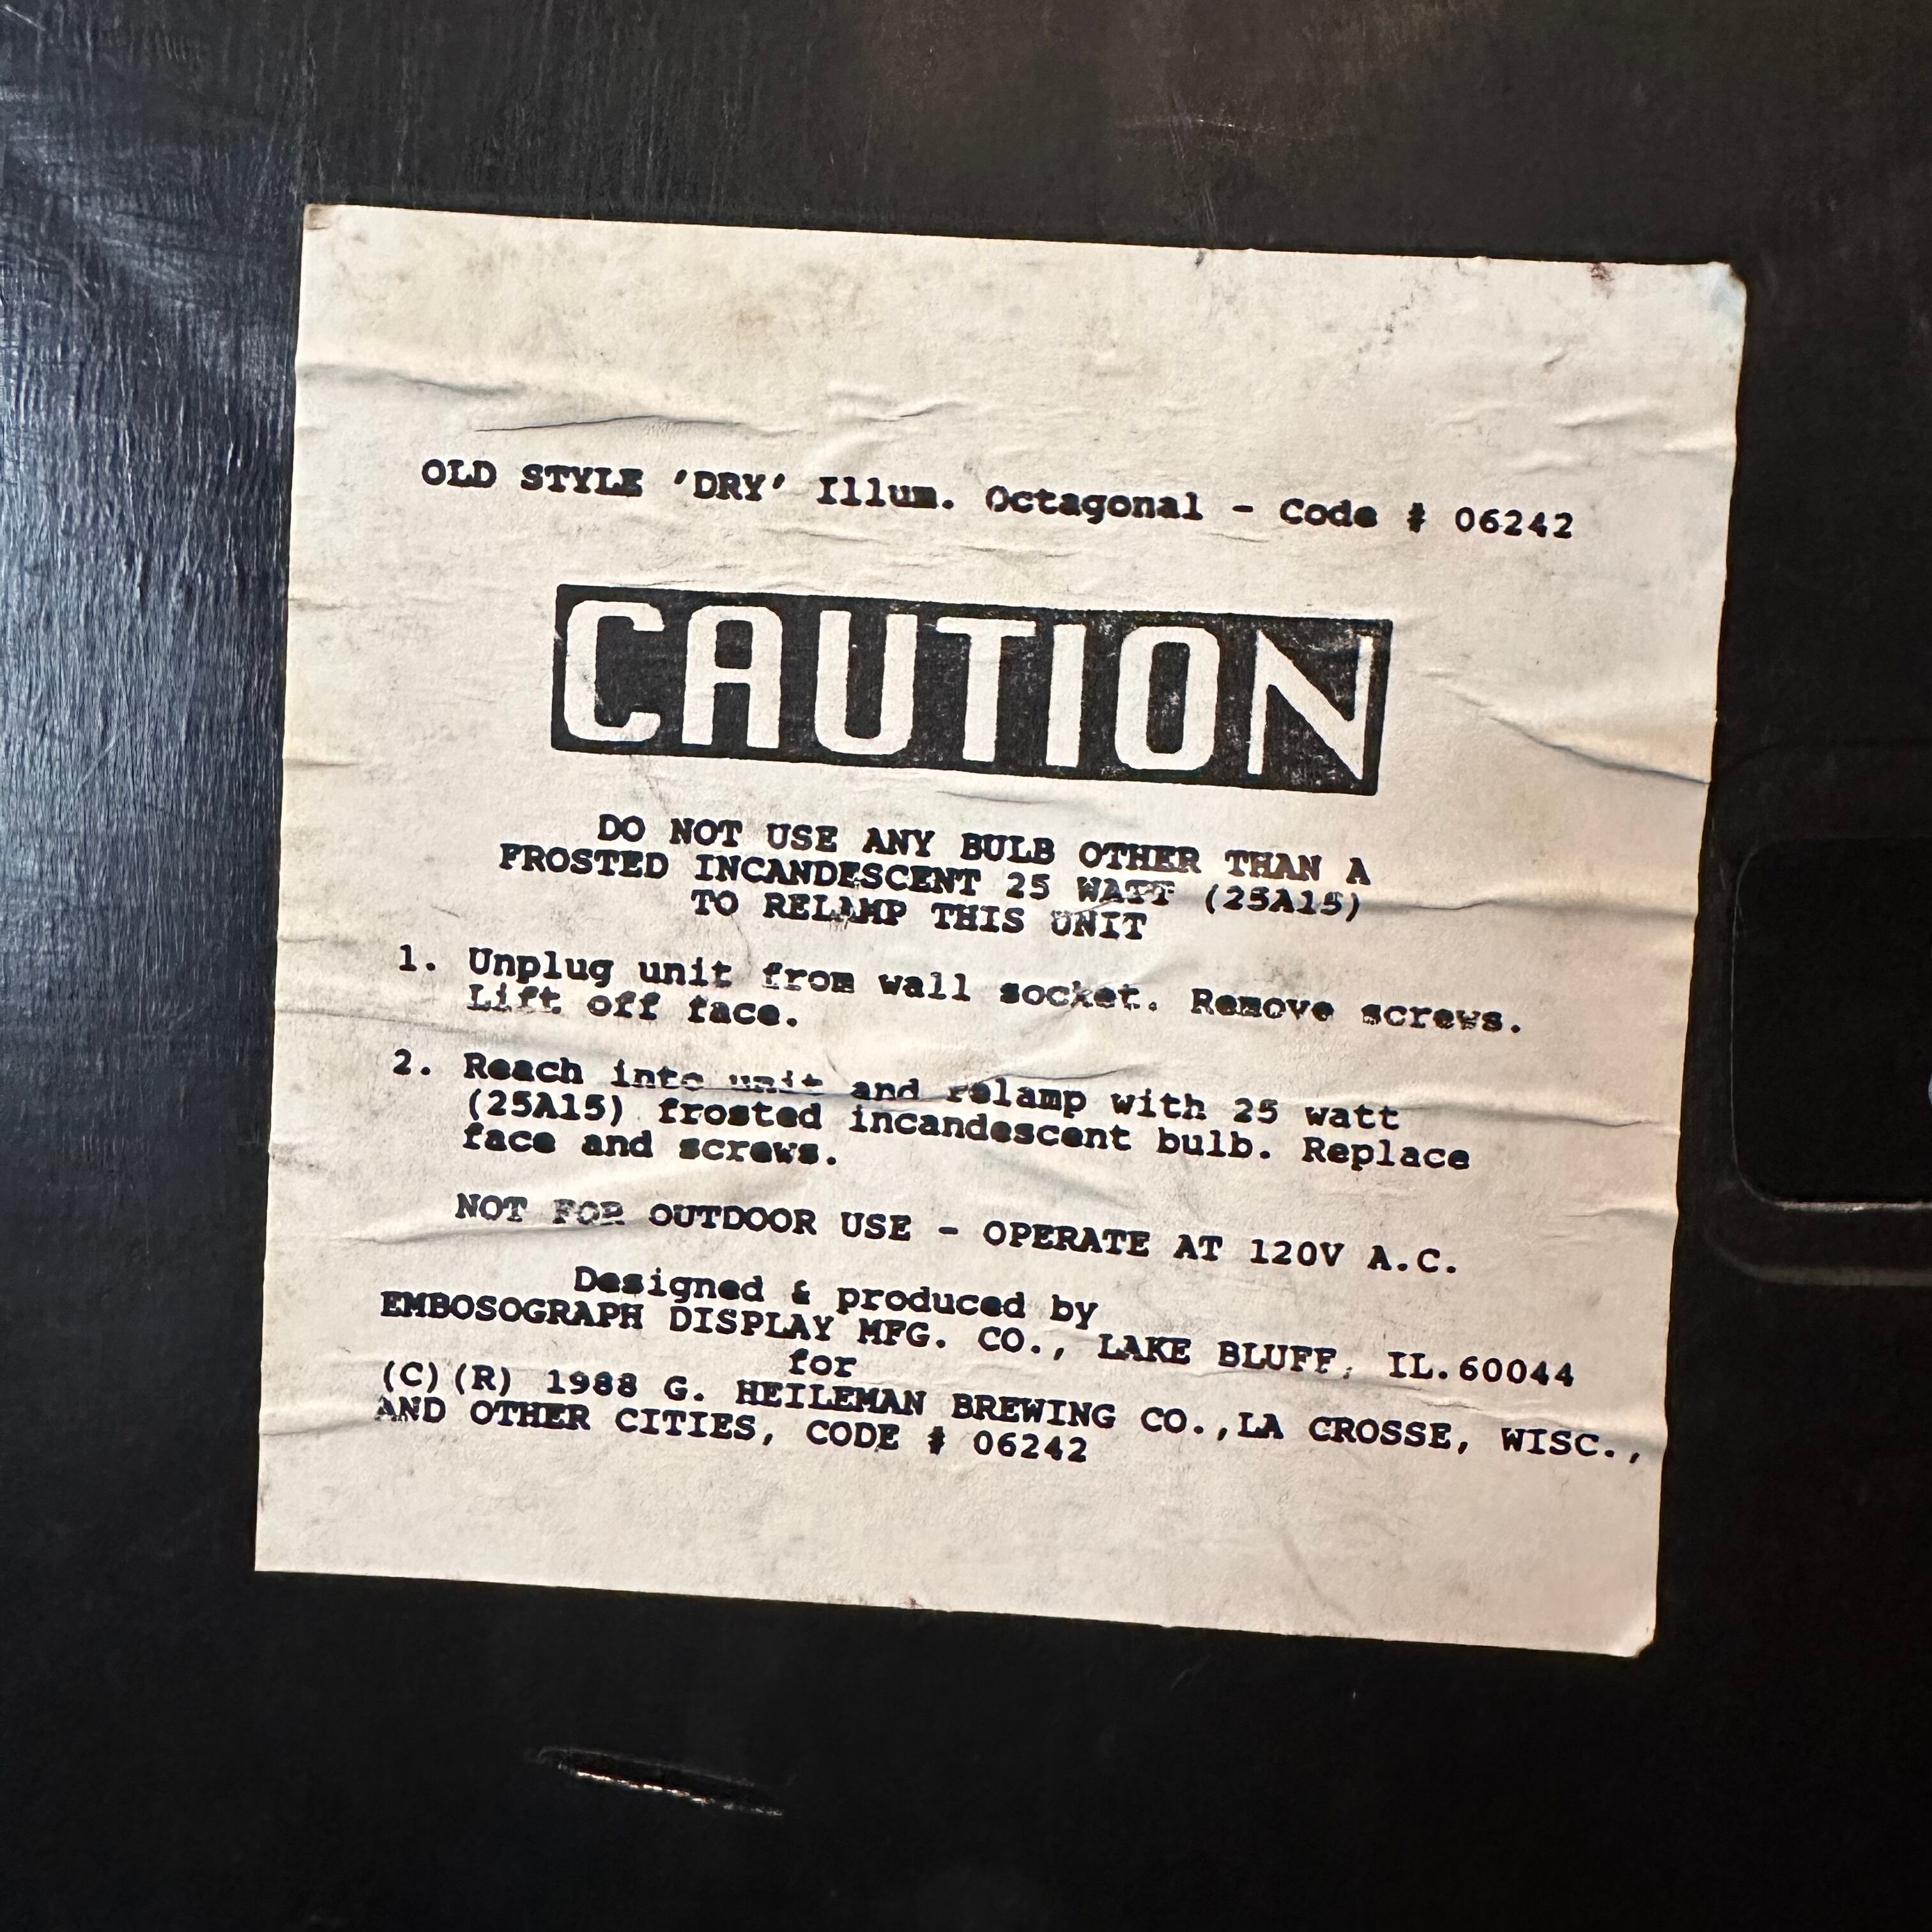 OLD STYLE 'DRY' Illum. Octagonal - Code # 06242
CAUTION
DO NOT USE ANY BULB OTHER THAN A
FROSTED INCANDESCENT 25 WATT (25A15)
TO RELAMP THIS UNIT
1. Unplug unit from wall socket. Remove screws.
Lift off face.
2. Reach into unit and relamp with 25 watt
(25A15) frosted incandescent bulb. Replace
face and screws.
NOT FOR OUTDOOR USE - OPERATE AT 120V A.C.
Designed & produced by
EMBOSOGRAPH DISPLAY MFG. CO., LAKE BLUFF, IL.60044
for
(C)(R) 1988 G. HEILEMAN BREWING CO.,LA CROSSE, WISC.,
AND OTHER CITIES, CODE # 06242